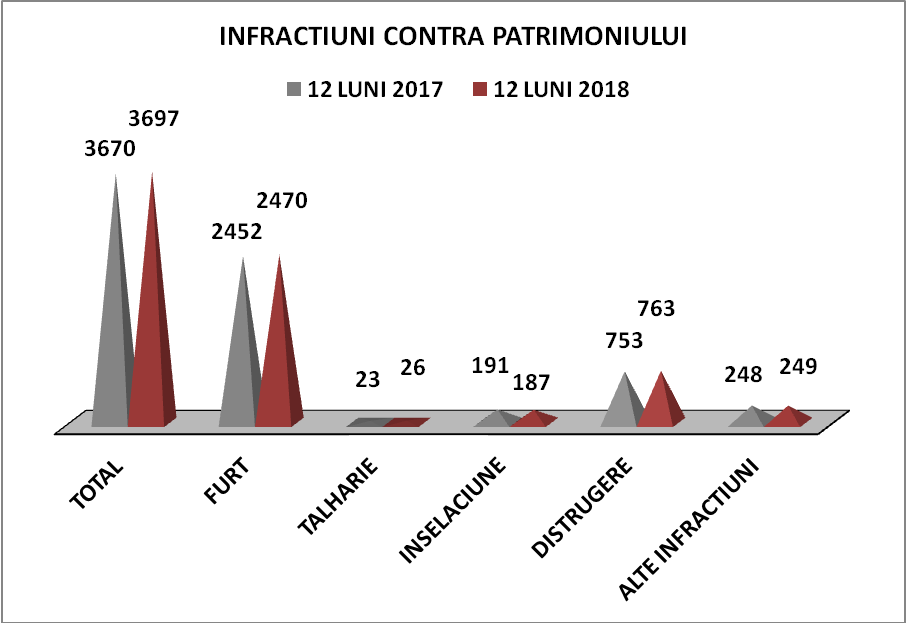 INFRACTIUNI CONTRA PATRIMONIULUI
12 LUNI 2017 12 LUNI 2018
3670 3697
2452 2470
23 26
191 187
753 763
248 249
TOTAL
FURT
TALHARIE
INSELACIUNE
DISTRUGERE
ALTE INFRACTIUNI